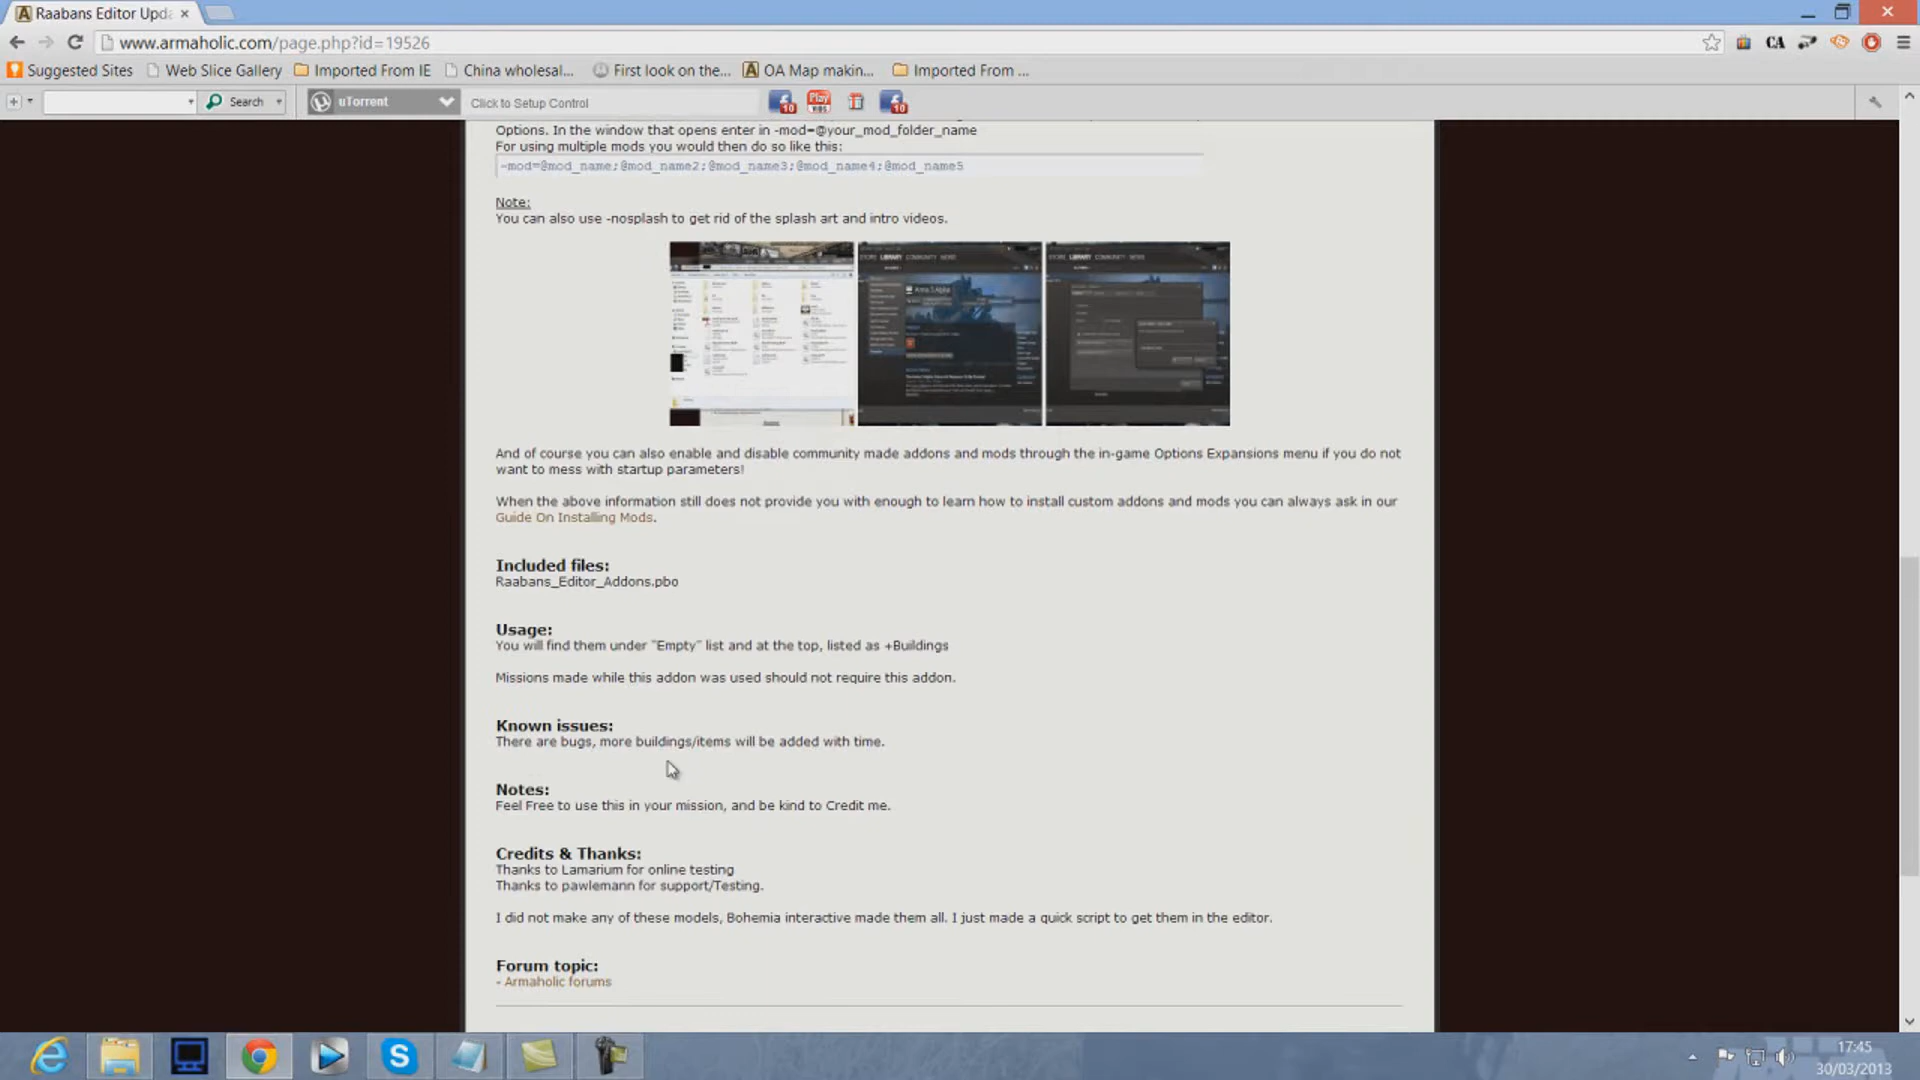 Raabans Editor Upda
www.armaholic.com/page.php?id=19526
Suggested Sites
Web Slice Gallery
Imported From IE
China wholesal...
First look on the...
OA Map makin...
Imported From ...
Search
uTorrent
Click to Setup Control
Options. In the window that opens enter in -mod=@your_mod_folder_name
For using multiple mods you would then do so like this:
-mod=@mod_name;@mod_name2;@mod_name3;@mod_name4;@mod_name5
Note:
You can also use -nosplash to get rid of the splash art and intro videos.
And of course you can also enable and disable community made addons and mods through the in-game Options Expansions menu if you do not
want to mess with startup parameters!
When the above information still does not provide you with enough to learn how to install custom addons and mods you can always ask in our
Guide On Installing Mods.
Included files:
Raabans_Editor_Addons.pbo
Usage:
You will find them under "Empty" list and at the top, listed as +Buildings
Missions made while this addon was used should not require this addon.
Known issues:
There are bugs, more buildings/items will be added with time.
Notes:
Feel Free to use this in your mission, and be kind to Credit me.
Credits & Thanks:
Thanks to Lamarium for online testing
Thanks to pawlemann for support/Testing.
I did not make any of these models, Bohemia interactive made them all. I just made a quick script to get them in the editor.
Forum topic:
- Armaholic forums
17:45
30/03/2013